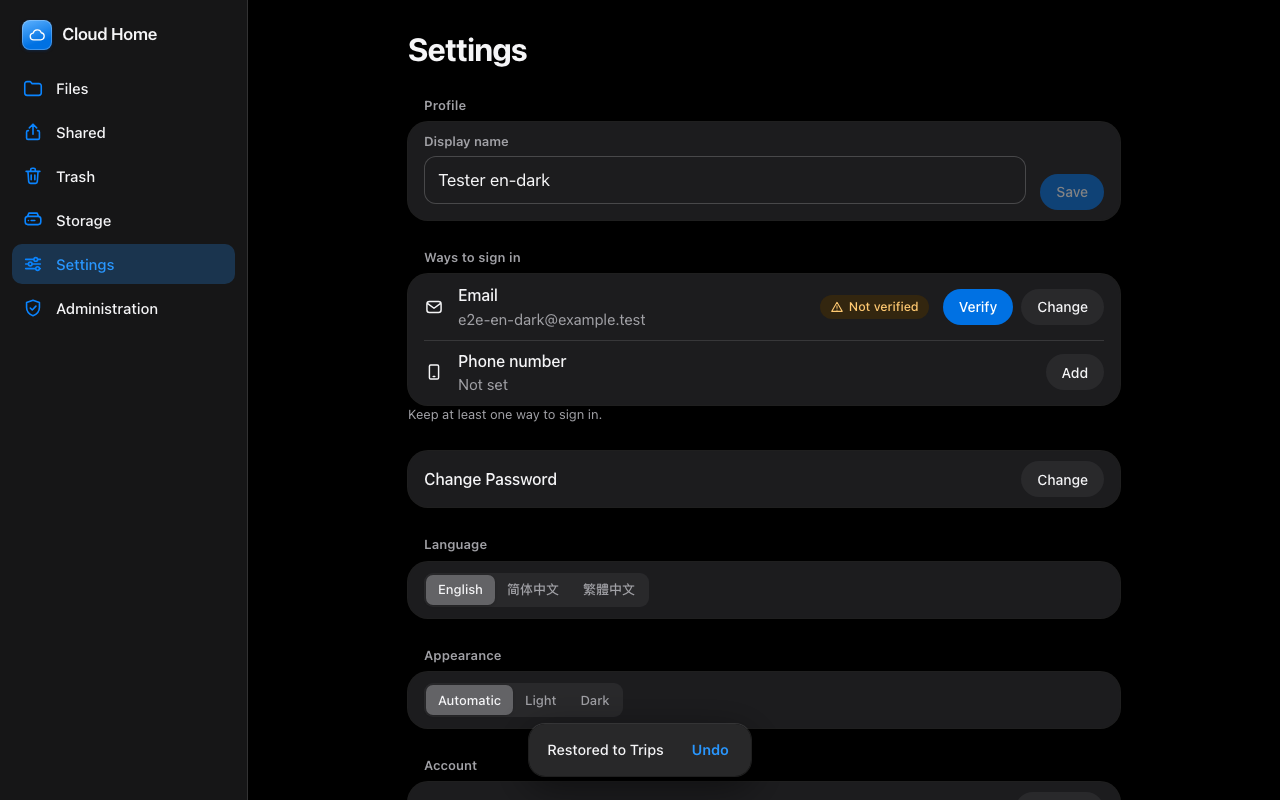 Cloud Home
Files
Shared
Trash
Storage
Settings
Administration
Settings
Profile
Display name
Tester en-dark
Save
Ways to sign in
Email
e2e-en-dark@example.test
Not verified
Verify
Change
Phone number
Not set
Add
Keep at least one way to sign in.
Change Password
Change
Language
English
简体中文
繁體中文
Appearance
Automatic
Light
Dark
Restored to Trips
Undo
Account